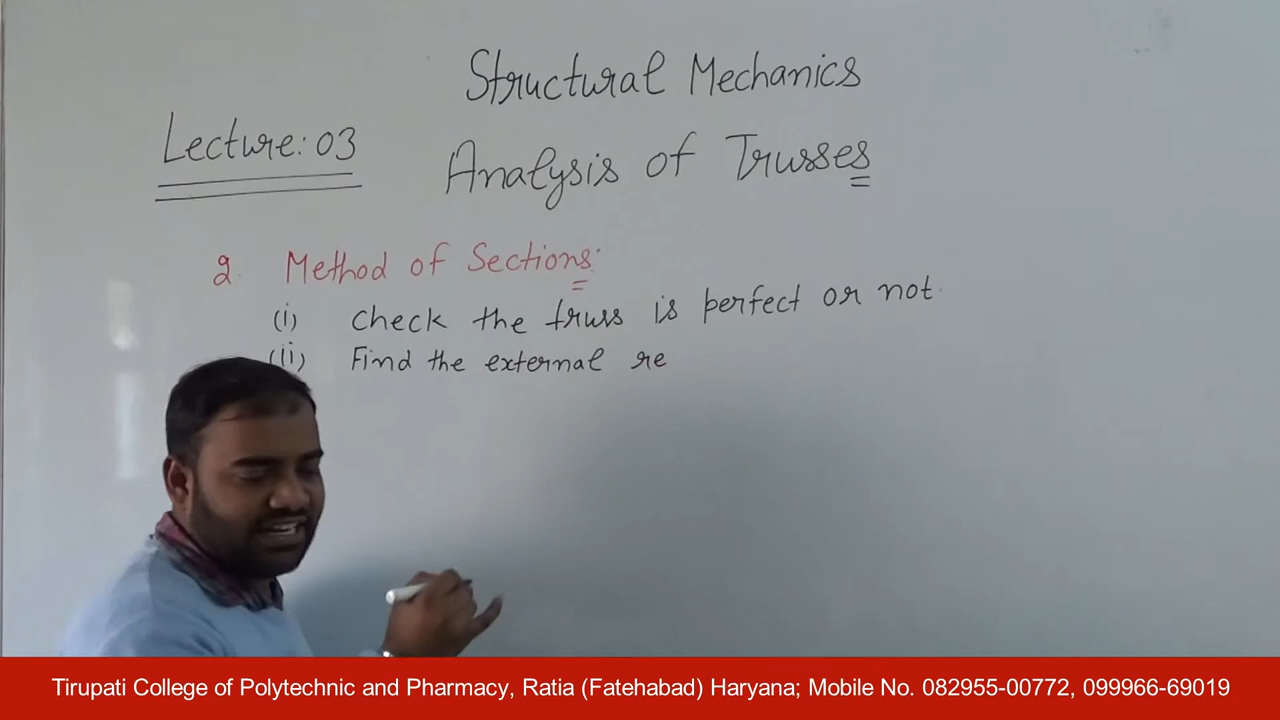 Structural Mechanics
Lecture: 03
Analysis of Trusses
2. Method of Sections:
(i) Check the truss is perfect or not.
(ii) Find the external re
Tirupati College of Polytechnic and Pharmacy, Ratia (Fatehabad) Haryana; Mobile No. 082955-00772, 099966-69019